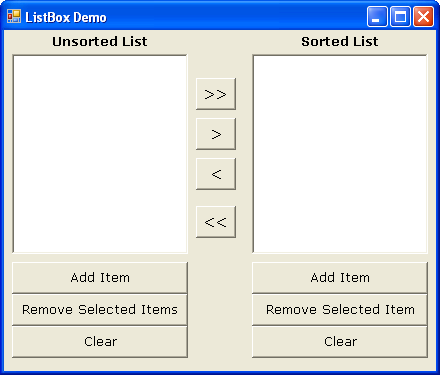 ListBox Demo
Unsorted List
Sorted List
>>
>
<
<<
Add Item
Add Item
Remove Selected Items
Remove Selected Item
Clear
Clear